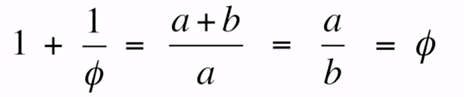 1 + 1/ϕ = (a+b)/a = a/b = ϕ